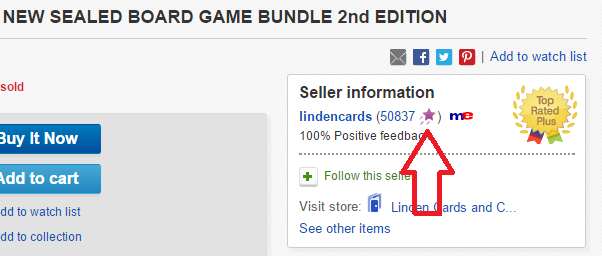 NEW SEALED BOARD GAME BUNDLE 2nd EDITION
| Add to watch list
sold
Buy It Now
Add to cart
dd to watch list
dd to collection
Seller information
lindencards (50837 ) me
100% Positive feedbac
Top Rated Plus
Follow this selle
Visit store: Linden Cards and C...
See other items